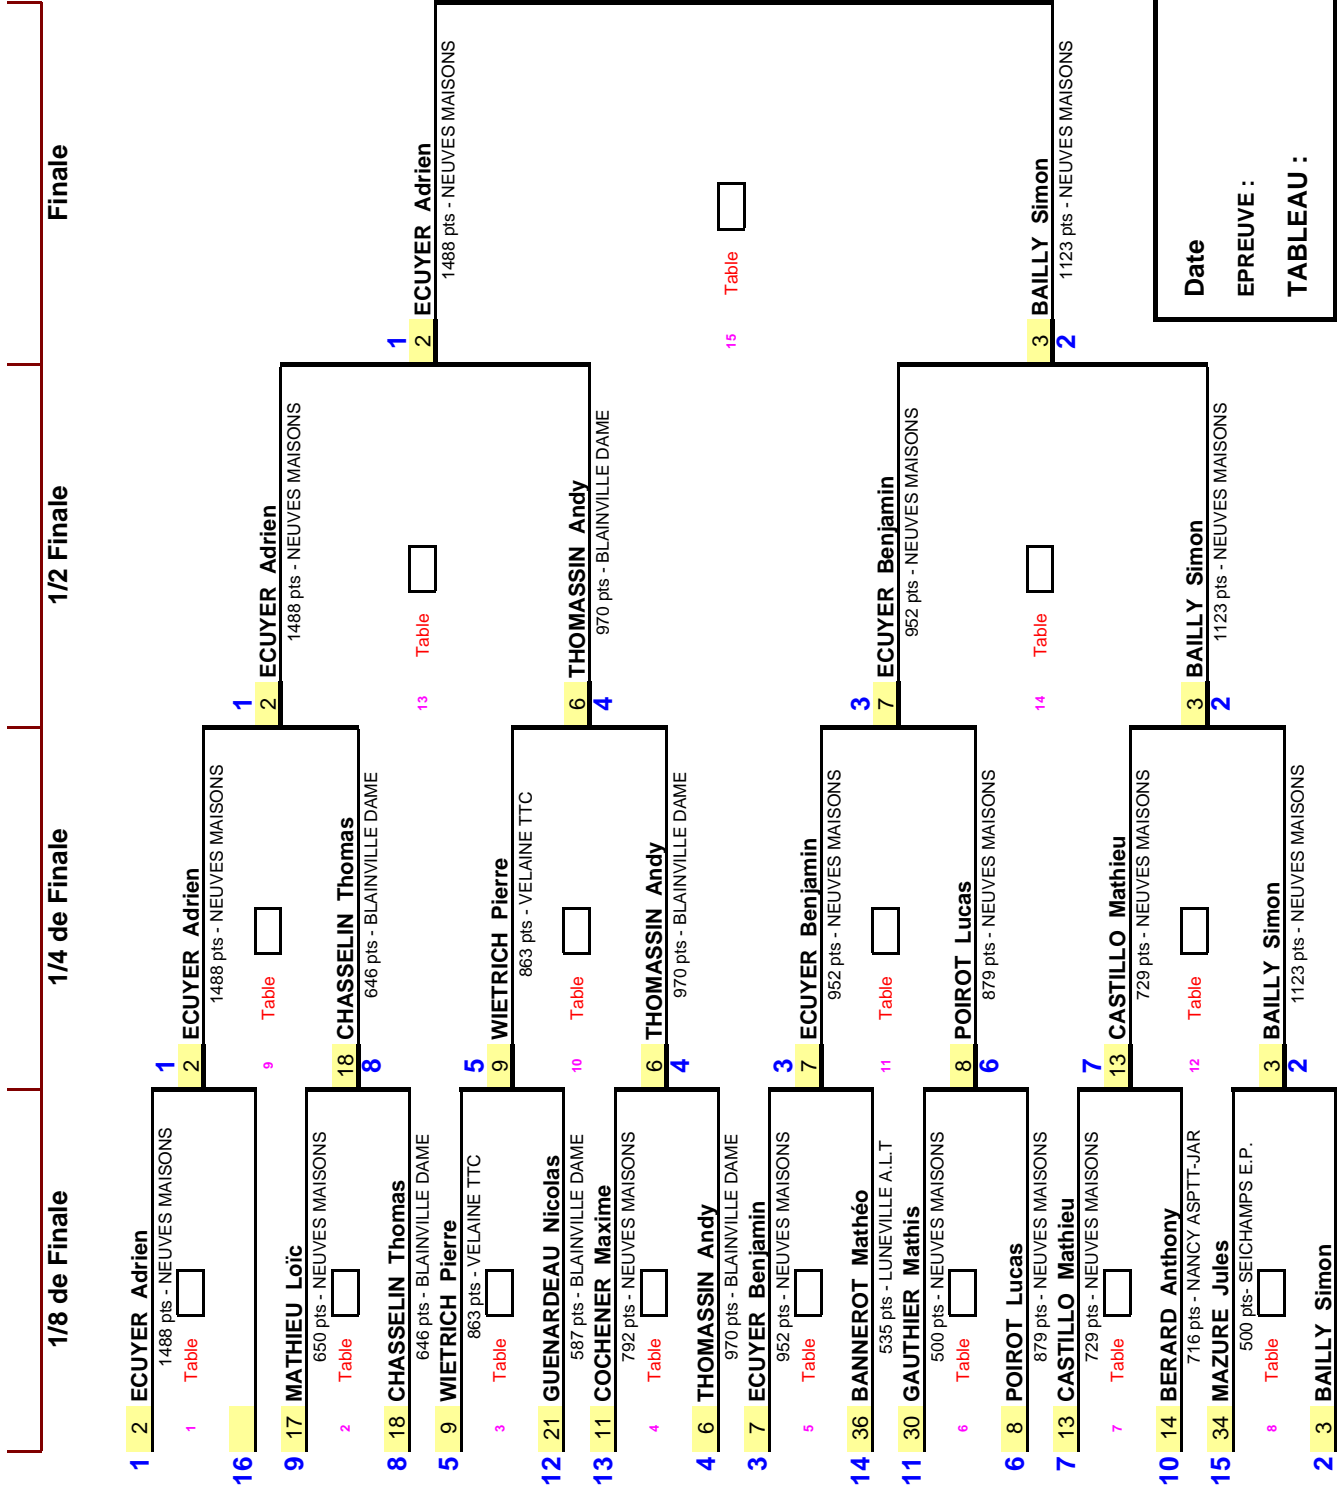 1/8 de Finale
1/4 de Finale
1/2 Finale
Finale
1 2 ECUYER Adrien
1488 pts - NEUVES MAISONS
1 Table
16
9 17 MATHIEU Loïc
650 pts - NEUVES MAISONS
2 Table
8 18 CHASSELIN Thomas
646 pts - BLAINVILLE DAME
5 9 WIETRICH Pierre
863 pts - VELAINE TTC
3 Table
12 21 GUENARDEAU Nicolas
587 pts - BLAINVILLE DAME
13 11 COCHENER Maxime
792 pts - NEUVES MAISONS
4 Table
4 6 THOMASSIN Andy
970 pts - BLAINVILLE DAME
3 7 ECUYER Benjamin
952 pts - NEUVES MAISONS
5 Table
14 36 BANNEROT Mathéo
535 pts - LUNEVILLE A.L.T
11 30 GAUTHIER Mathis
500 pts - NEUVES MAISONS
6 Table
6 8 POIROT Lucas
879 pts - NEUVES MAISONS
7 13 CASTILLO Mathieu
729 pts - NEUVES MAISONS
7 Table
10 14 BERARD Anthony
716 pts - NANCY ASPTT-JAR
15 34 MAZURE Jules
500 pts- SEICHAMPS E.P.
8 Table
2 3 BAILLY Simon
1 2 ECUYER Adrien
1488 pts - NEUVES MAISONS
9 Table
18 CHASSELIN Thomas
8 646 pts - BLAINVILLE DAME
5 9 WIETRICH Pierre
863 pts - VELAINE TTC
10 Table
6 THOMASSIN Andy
4 970 pts - BLAINVILLE DAME
3 7 ECUYER Benjamin
952 pts - NEUVES MAISONS
11 Table
8 POIROT Lucas
6 879 pts - NEUVES MAISONS
7 13 CASTILLO Mathieu
729 pts - NEUVES MAISONS
12 Table
3 BAILLY Simon
2 1123 pts - NEUVES MAISONS
1 2 ECUYER Adrien
1488 pts - NEUVES MAISONS
13 Table
6 THOMASSIN Andy
4 970 pts - BLAINVILLE DAME
3 7 ECUYER Benjamin
952 pts - NEUVES MAISONS
14 Table
3 BAILLY Simon
2 1123 pts - NEUVES MAISONS
1 2 ECUYER Adrien
1488 pts - NEUVES MAISONS
15 Table
3 BAILLY Simon
2 1123 pts - NEUVES MAISONS
Date
EPREUVE :
TABLEAU :